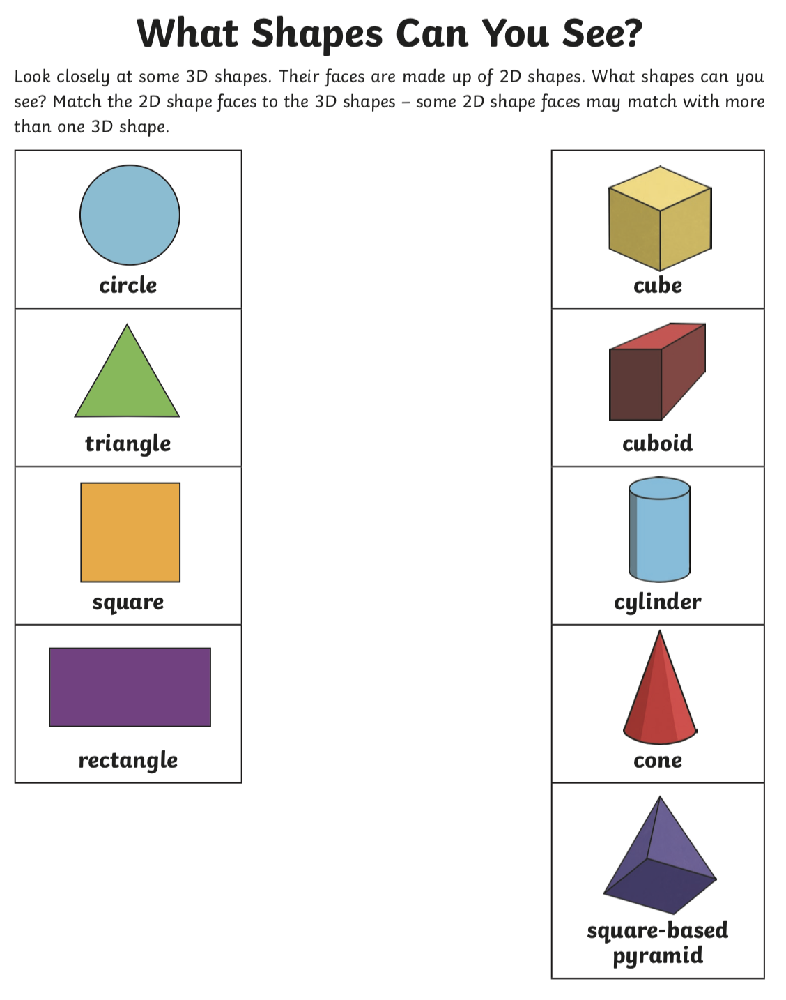 What Shapes Can You See?
Look closely at some 3D shapes. Their faces are made up of 2D shapes. What shapes can you
see? Match the 2D shape faces to the 3D shapes – some 2D shape faces may match with more
than one 3D shape.
circle
triangle
square
rectangle
cube
cuboid
cylinder
cone
square-based
pyramid